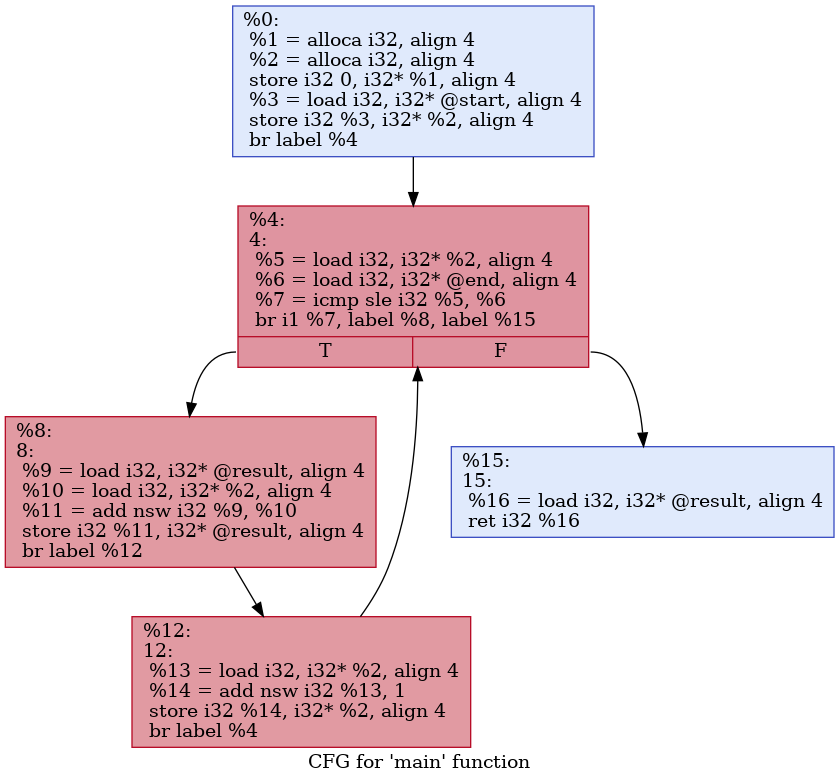 %0:
%1 = alloca i32, align 4
%2 = alloca i32, align 4
store i32 0, i32* %1, align 4
%3 = load i32, i32* @start, align 4
store i32 %3, i32* %2, align 4
br label %4
%4:
4:
%5 = load i32, i32* %2, align 4
%6 = load i32, i32* @end, align 4
%7 = icmp sle i32 %5, %6
br i1 %7, label %8, label %15
T
F
%8:
8:
%9 = load i32, i32* @result, align 4
%10 = load i32, i32* %2, align 4
%11 = add nsw i32 %9, %10
store i32 %11, i32* @result, align 4
br label %12
%15:
15:
%16 = load i32, i32* @result, align 4
ret i32 %16
%12:
12:
%13 = load i32, i32* %2, align 4
%14 = add nsw i32 %13, 1
store i32 %14, i32* %2, align 4
br label %4
CFG for 'main' function